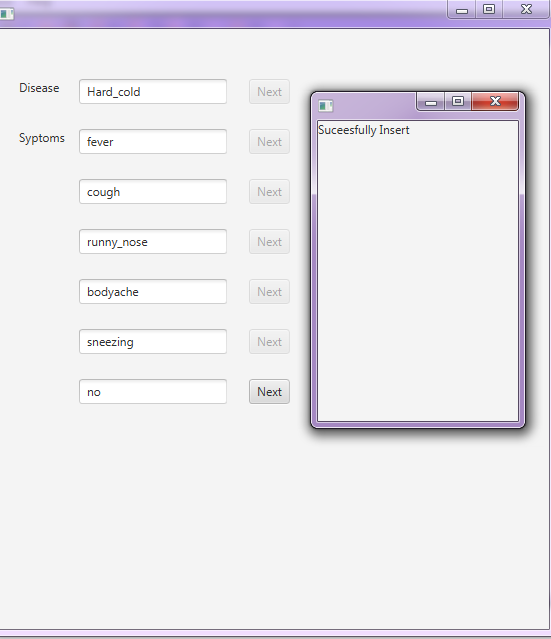 Disease
Hard_cold
Next
Syptoms
fever
Next
cough
Next
runny_nose
Next
bodyache
Next
sneezing
Next
no
Next
Suceesfully Insert